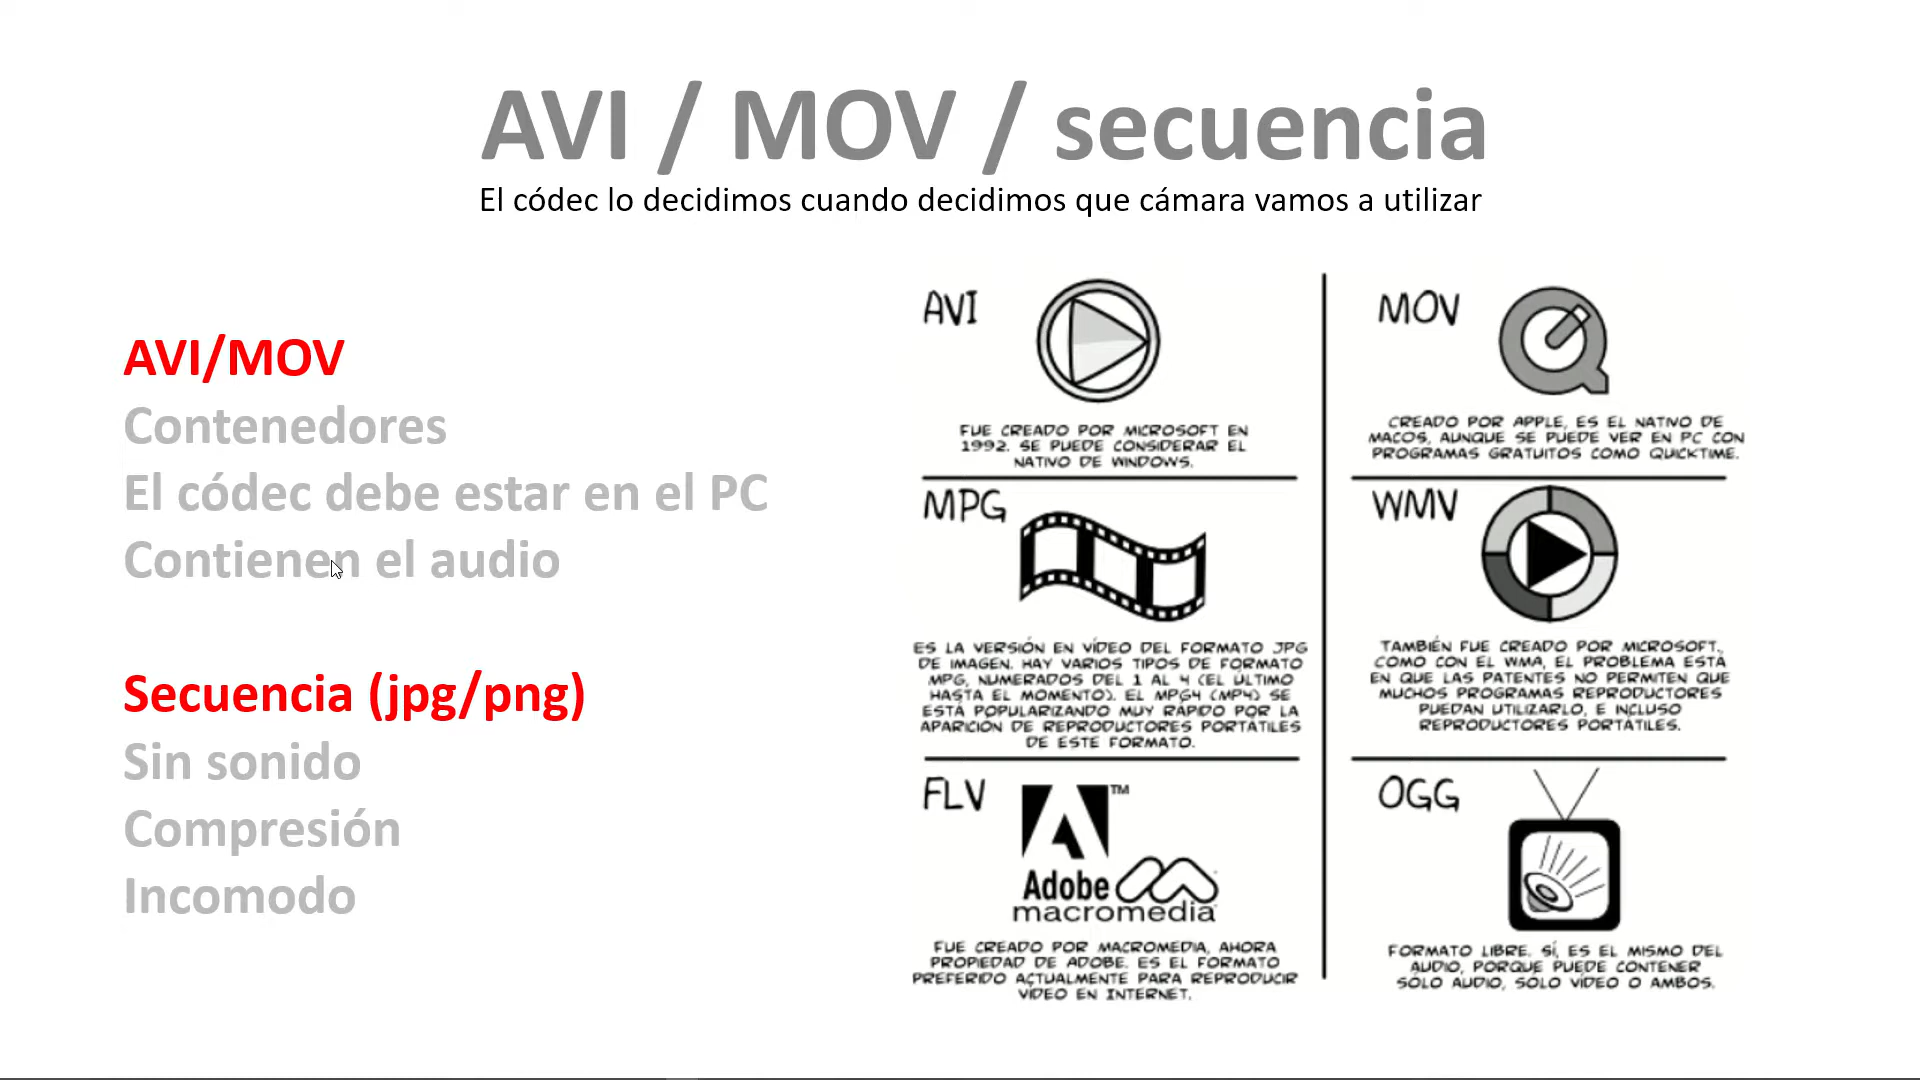 AVI / MOV / secuencia
El códec lo decidimos cuando decidimos que cámara vamos a utilizar
AVI/MOV
Contenedores
El códec debe estar en el PC
Contienen el audio
Secuencia (jpg/png)
Sin sonido
Compresión
Incomodo
AVI
FUE CREADO POR MICROSOFT EN
1992. SE PUEDE CONSIDERAR EL
NATIVO DE WINDOWS.
MOV
CREADO POR APPLE, ES EL NATIVO DE
MACOS, AUNQUE SE PUEDE VER EN PC CON
PROGRAMAS GRATUITOS COMO QUICKTIME.
MPG
ES LA VERSIÓN EN VÍDEO DEL FORMATO JPG
DE IMAGEN. HAY VARIOS TIPOS DE FORMATO
MPG, NUMERADOS DEL 1 AL 4 (EL ÚLTIMO
HASTA EL MOMENTO). EL MPG4 (MP4) SE
ESTÁ POPULARIZANDO MUY RÁPIDO POR LA
APARICIÓN DE REPRODUCTORES PORTÁTILES
DE ESTE FORMATO.
WMV
TAMBIÉN FUE CREADO POR MICROSOFT.,
COMO CON EL WMA, EL PROBLEMA ESTÁ
EN QUE LAS PATENTES NO PERMITEN QUE
MUCHOS PROGRAMAS REPRODUCTORES
PUEDAN UTILIZARLO, E INCLUSO
REPRODUCTORES PORTÁTILES.
FLV
TM
Adobe
macromedia
FUE CREADO POR MACROMEDIA, AHORA
PROPIEDAD DE ADOBE. ES EL FORMATO
PREFERIDO ACTUALMENTE PARA REPRODUCIR
VÍDEO EN INTERNET.
OGG
FORMATO LIBRE. SÍ, ES EL MISMO DEL
AUDIO, PORQUE PUEDE CONTENER
SÓLO AUDIO, SOLO VÍDEO O AMBOS.